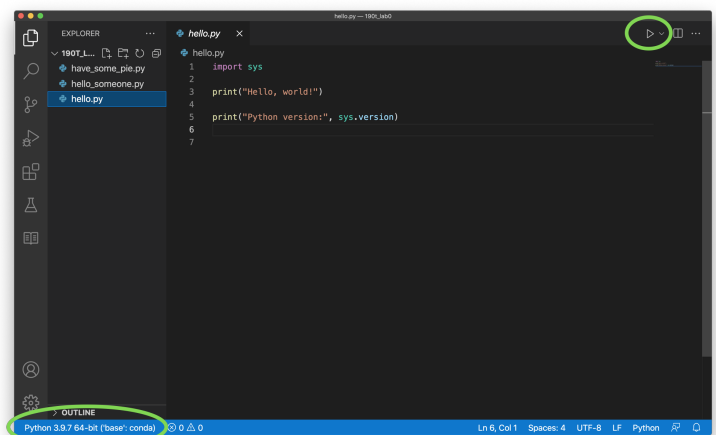 hello.py — 190t_lab0
EXPLORER
hello.py
190T_L...
hello.py
have_some_pie.py
hello_someone.py
hello.py
1 import sys
2
3 print("Hello, world!")
4
5 print("Python version:", sys.version)
6
7
OUTLINE
Python 3.9.7 64-bit ('base': conda) 0 0 Ln 6, Col 1 Spaces: 4 UTF-8 LF Python